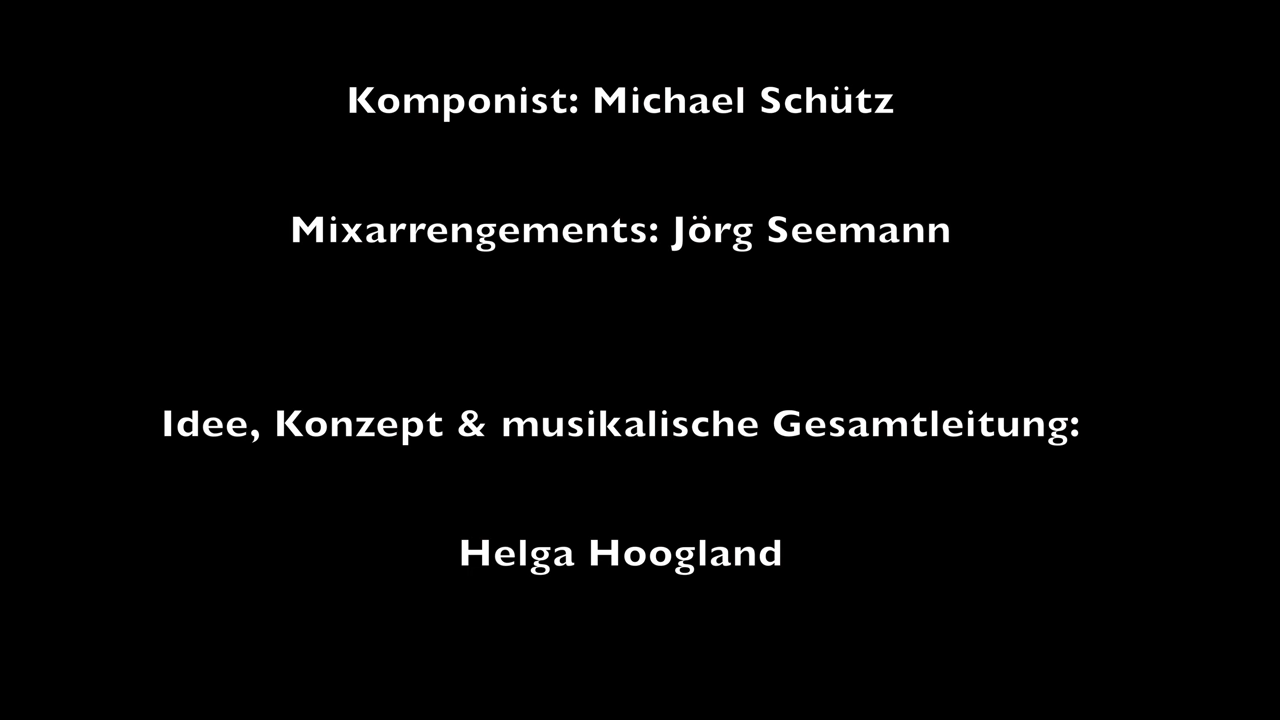 Komponist: Michael Schütz
Mixarrengements: Jörg Seemann
Idee, Konzept & musikalische Gesamtleitung:
Helga Hoogland